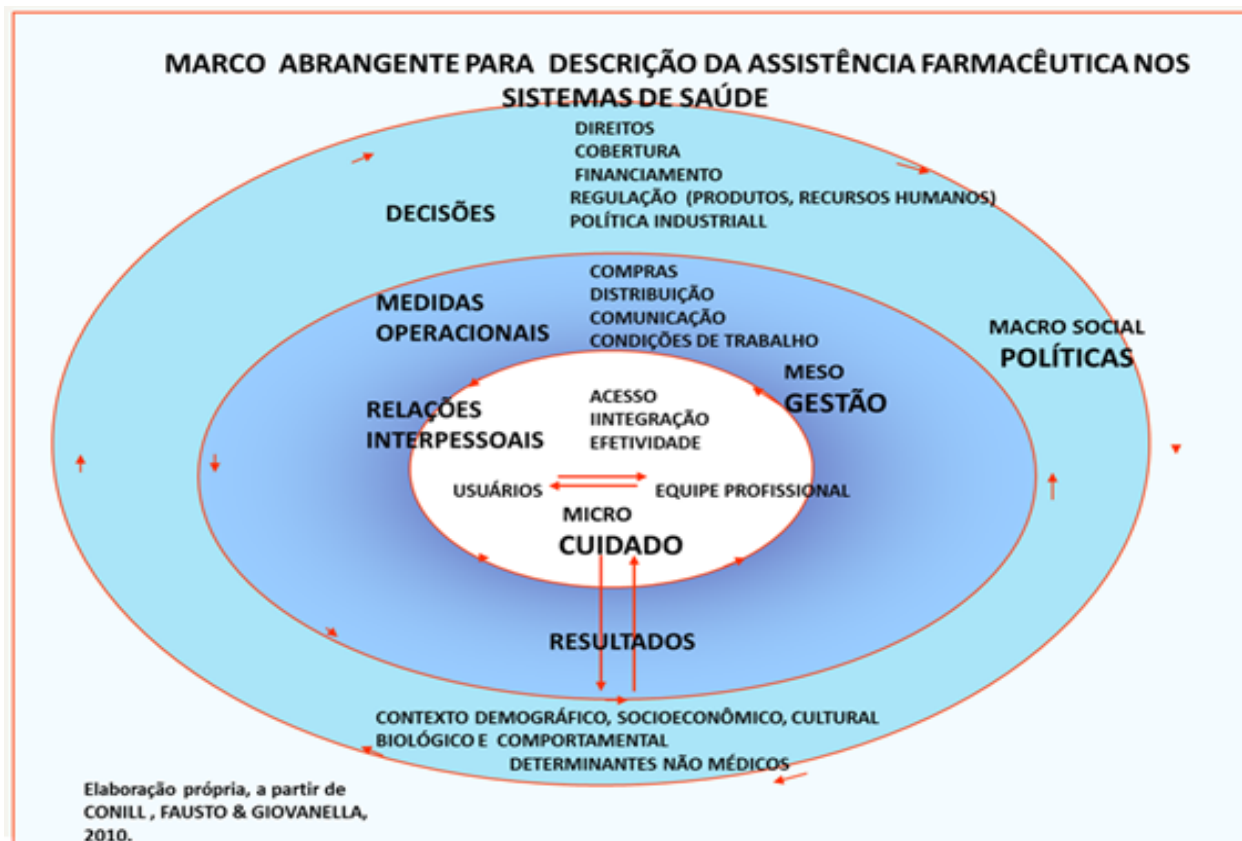 MARCO ABRANGENTE PARA DESCRIÇÃO DA ASSISTÊNCIA FARMACÊUTICA NOS
SISTEMAS DE SAÚDE
DIREITOS
COBERTURA
FINANCIAMENTO
REGULAÇÃO (PRODUTOS, RECURSOS HUMANOS)
POLÍTICA INDUSTRIALL
DECISÕES
MEDIDAS
OPERACIONAIS
COMPRAS
DISTRIBUIÇÃO
COMUNICAÇÃO
CONDIÇÕES DE TRABALHO
MACRO SOCIAL
POLÍTICAS
MESO
GESTÃO
RELAÇÕES
INTERPESSOAIS
ACESSO
IINTEGRAÇÃO
EFETIVIDADE
USUÁRIOS
EQUIPE PROFISSIONAL
MICRO
CUIDADO
RESULTADOS
CONTEXTO DEMOGRÁFICO, SOCIOECONÔMICO, CULTURAL
BIOLÓGICO E COMPORTAMENTAL
DETERMINANTES NÃO MÉDICOS
Elaboração própria, a partir de
CONILL , FAUSTO & GIOVANELLA,
2010.